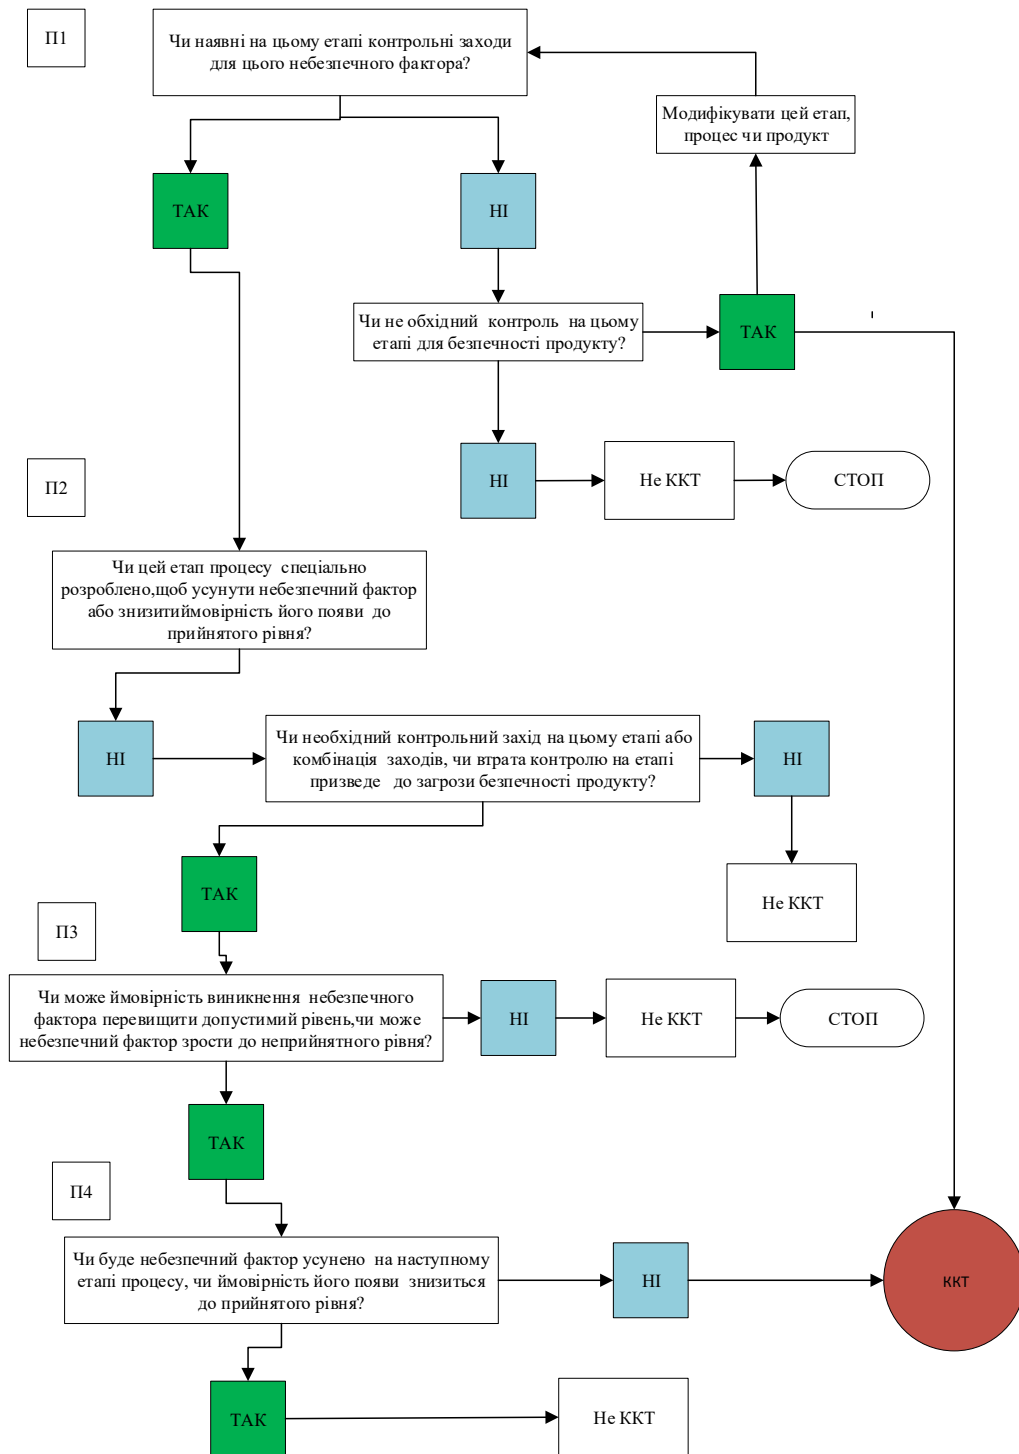 П1
Чи наявні на цьому етапі контрольні заходи
для цього небезпечного фактора?
Модифікувати цей етап,
процес чи продукт
ТАК
НІ
Чи не обхідний контроль на цьому
етапі для безпечності продукту?
ТАК
П2
НІ
Не ККТ
СТОП
Чи цей етап процесу спеціально
розроблено,щоб усунути небезпечний фактор
або знизитиймовірність його появи до
прийнятого рівня?
НІ
Чи необхідний контрольний захід на цьому етапі або
комбінація заходів, чи втрата контролю на етапі
призведе до загрози безпечності продукту?
НІ
ТАК
Не ККТ
П3
Чи може ймовірність виникнення небезпечного
фактора перевищити допустимий рівень,чи може
небезпечний фактор зрости до неприйнятного рівня?
НІ
Не ККТ
СТОП
ТАК
П4
Чи буде небезпечний фактор усунено на наступному
етапі процесу, чи ймовірність його появи знизиться
до прийнятого рівня?
НІ
ККТ
ТАК
Не ККТ